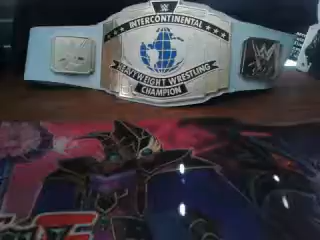 W
INTERCONTINENTAL
HEAVYWEIGHT WRESTLING
CHAMPION
W